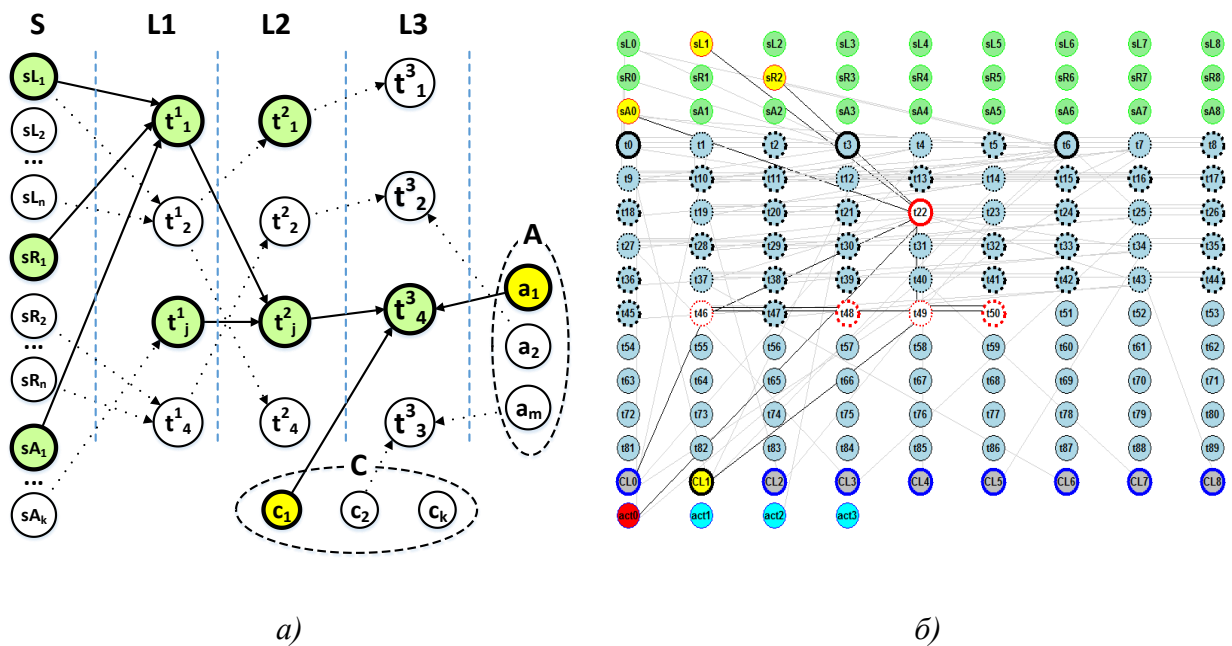 S L1 L2 L3
sL₁
sL₂
...
sLₙ
sR₁
sR₂
...
sRₙ
sA₁
...
sAₖ
t¹₁
t¹₂
t¹ⱼ
t¹₄
t²₁
t²₂
t²ⱼ
t²₄
t³₁
t³₂
t³₄
t³₃
A
a₁
a₂
aₘ
C
c₁ c₂ cₖ
а)
sL0 sL1 sL2 sL3 sL4 sL5 sL6 sL7 sL8
sR0 sR1 sR2 sR3 sR4 sR5 sR6 sR7 sR8
sA0 sA1 sA2 sA3 sA4 sA5 sA6 sA7 sA8
t0 t1 t2 t3 t4 t5 t6 t7 t8
t9 t10 t11 t12 t13 t14 t15 t16 t17
t18 t19 t20 t21 t22 t23 t24 t25 t26
t27 t28 t29 t30 t31 t32 t33 t34 t35
t36 t37 t38 t39 t40 t41 t42 t43 t44
t45 t46 t47 t48 t49 t50 t51 t52 t53
t54 t55 t56 t57 t58 t59 t60 t61 t62
t63 t64 t65 t66 t67 t68 t69 t70 t71
t72 t73 t74 t75 t76 t77 t78 t79 t80
t81 t82 t83 t84 t85 t86 t87 t88 t89
CL0 CL1 CL2 CL3 CL4 CL5 CL6 CL7 CL8
act0 act1 act2 act3
б)